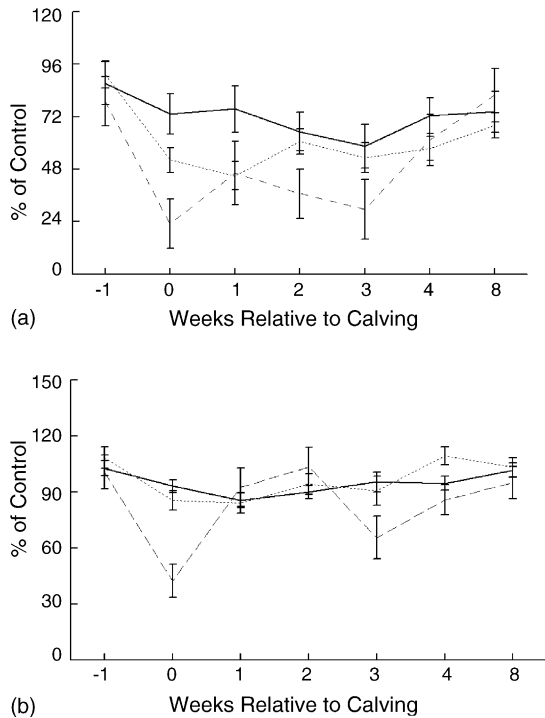 120
96
72
48
24
0
% of Control
-1 0 1 2 3 4 8
(a) Weeks Relative to Calving
150
120
90
60
30
0
% of Control
-1 0 1 2 3 4 8
(b) Weeks Relative to Calving